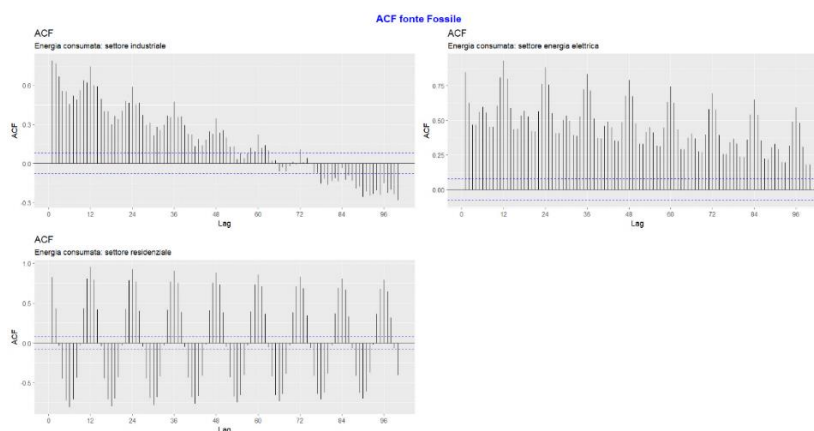 ACF fonte Fossile
ACF
Energia consumata: settore industriale
ACF
0.6
0.3
0.0
-0.3
0 12 24 36 48 60 72 84 96
Lag
ACF
Energia consumata: settore energia elettrica
ACF
0.75
0.50
0.25
0.00
0 12 24 36 48 60 72 84 96
Lag
ACF
Energia consumata: settore residenziale
ACF
1.0
0.5
0.0
-0.5
0 12 24 36 48 60 72 84 96
Lag